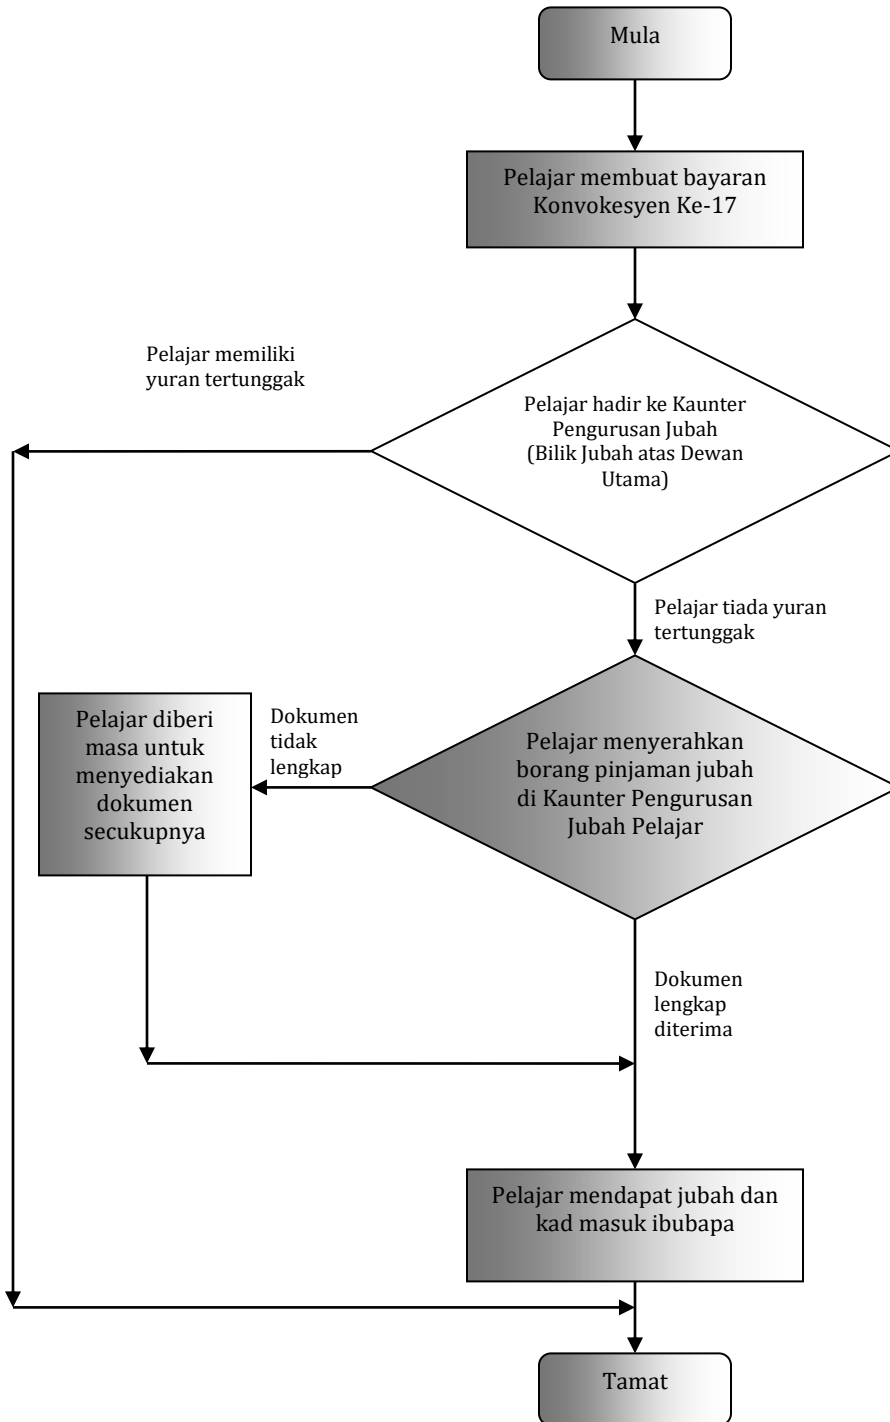 Mula
Pelajar membuat bayaran
Konvokesyen Ke-17
Pelajar memiliki
yuran tertunggak
Pelajar hadir ke Kaunter
Pengurusan Jubah
(Bilik Jubah atas Dewan
Utama)
Pelajar tiada yuran
tertunggak
Pelajar diberi
masa untuk
menyediakan
dokumen
secukupnya
Dokumen
tidak
lengkap
Pelajar menyerahkan
borang pinjaman jubah
di Kaunter Pengurusan
Jubah Pelajar
Dokumen
lengkap
diterima
Pelajar mendapat jubah dan
kad masuk ibubapa
Tamat